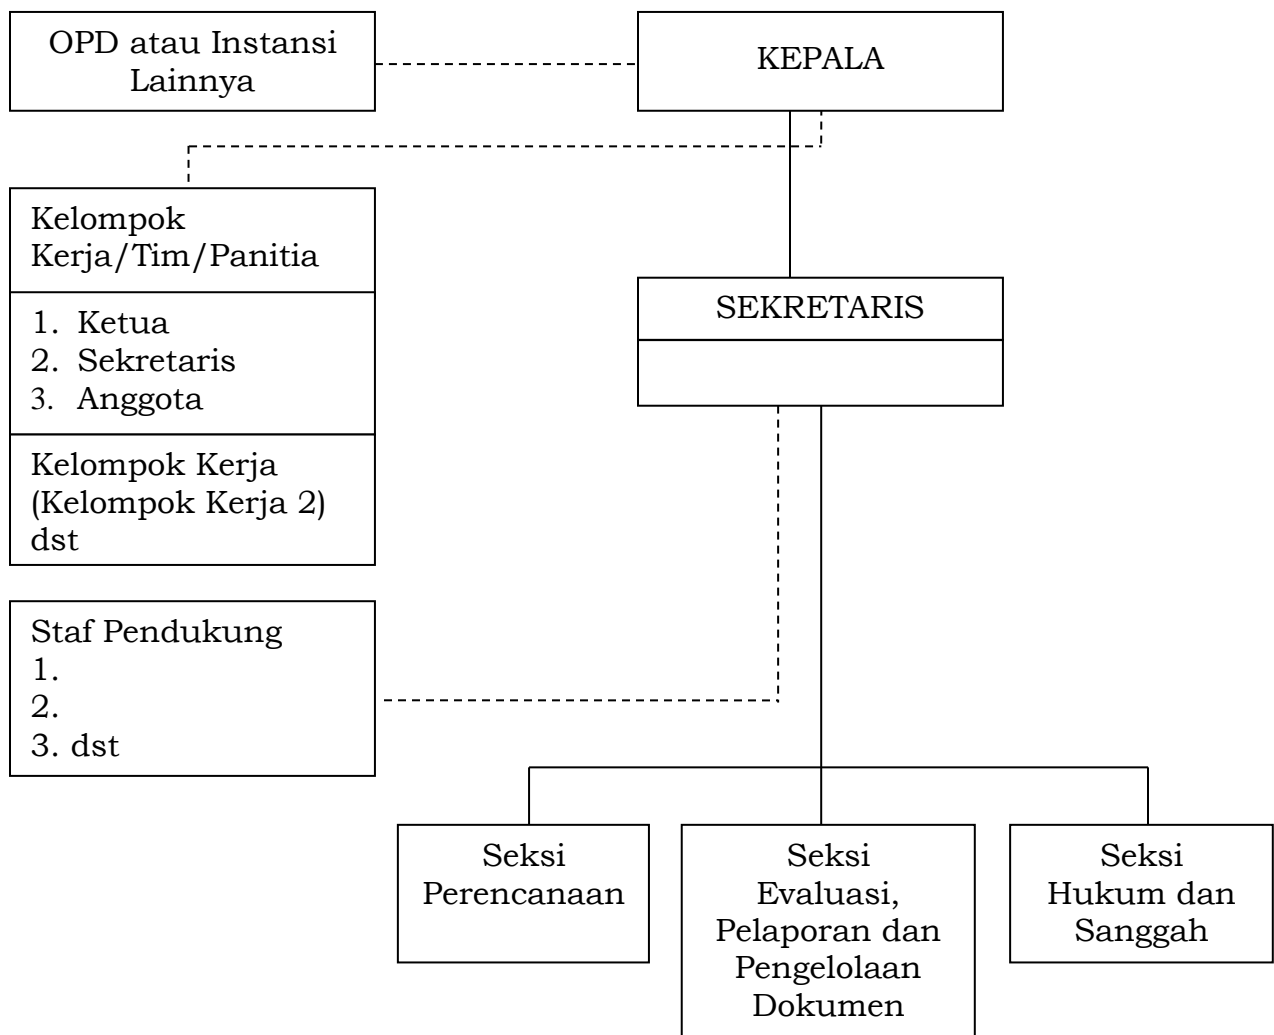 OPD atau Instansi
Lainnya
KEPALA
Kelompok
Kerja/Tim/Panitia
1. Ketua
2. Sekretaris
3. Anggota
Kelompok Kerja
(Kelompok Kerja 2)
dst
SEKRETARIS
Staf Pendukung
1.
2.
3. dst
Seksi
Perencanaan
Seksi
Evaluasi,
Pelaporan dan
Pengelolaan
Dokumen
Seksi
Hukum dan
Sanggah